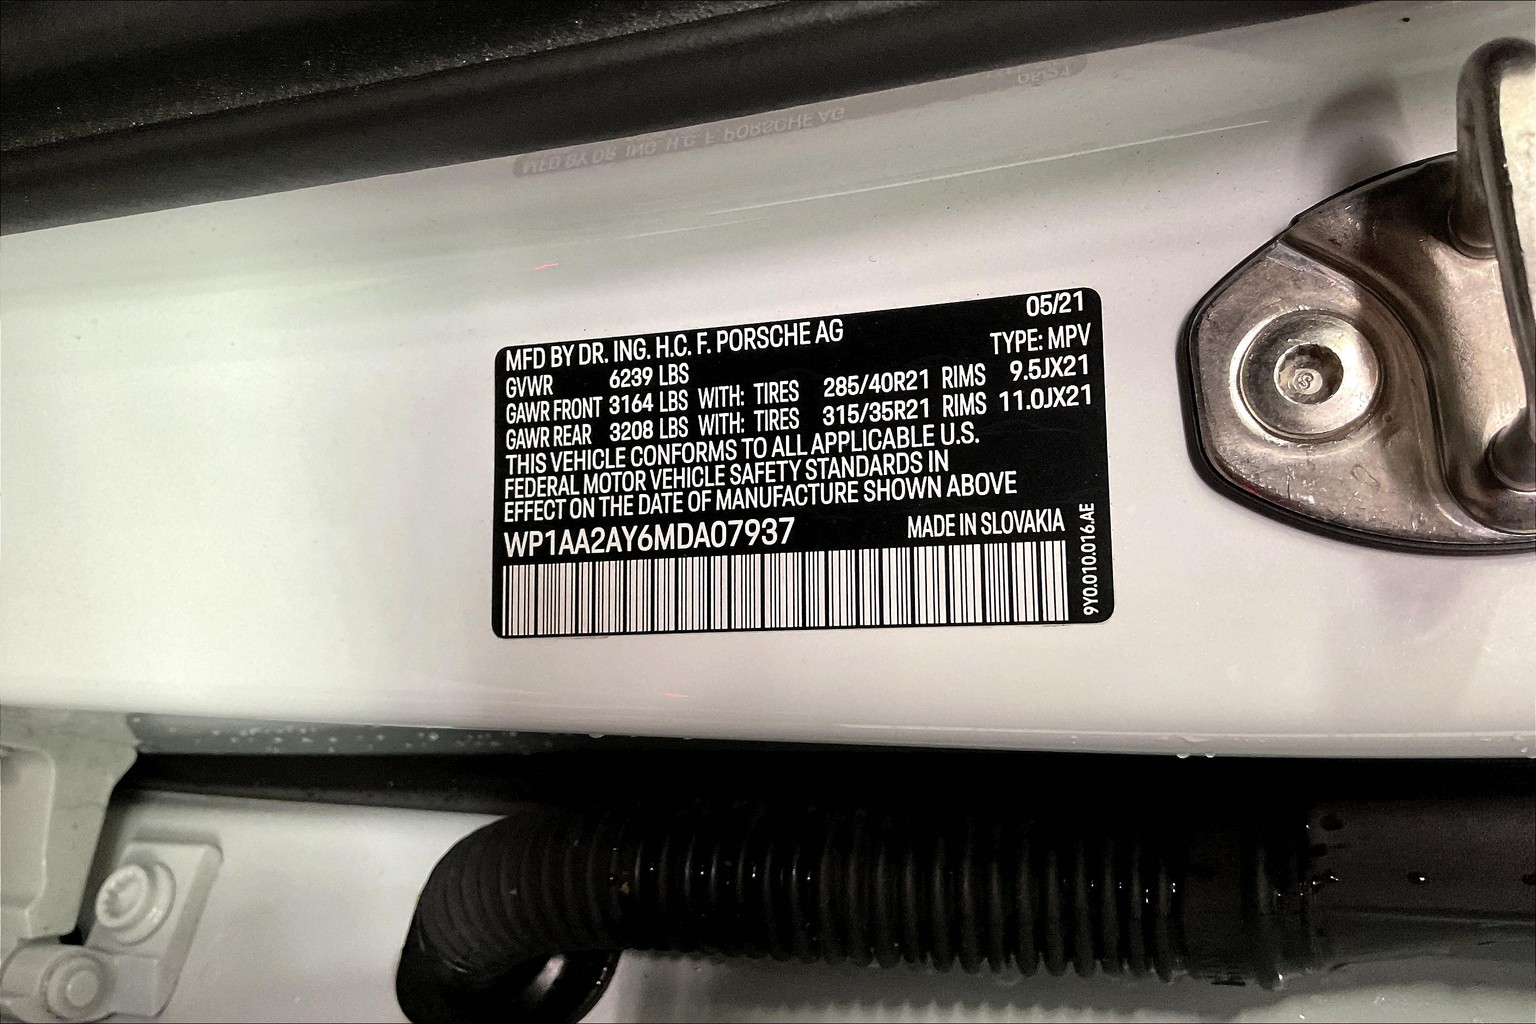 MFD BY DR. ING. H.C. F. PORSCHE AG 05/21
GVWR 6239 LBS TYPE: MPV
GAWR FRONT 3164 LBS WITH: TIRES 285/40R21 RIMS 9.5JX21
GAWR REAR 3208 LBS WITH: TIRES 315/35R21 RIMS 11.0JX21
THIS VEHICLE CONFORMS TO ALL APPLICABLE U.S.
FEDERAL MOTOR VEHICLE SAFETY STANDARDS IN
EFFECT ON THE DATE OF MANUFACTURE SHOWN ABOVE
WP1AA2AY6MDA07937 MADE IN SLOVAKIA
9Y0.010.016.AE